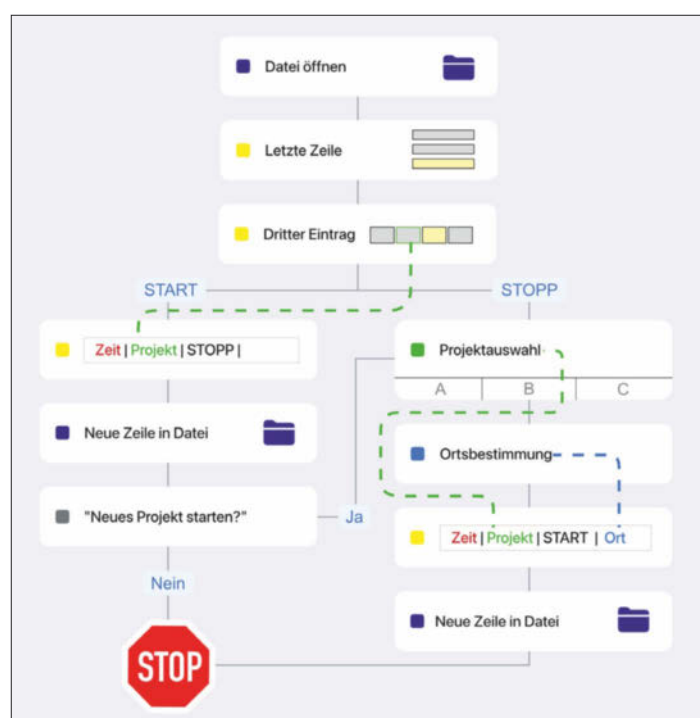 Datei öffnen
Letzte Zeile
Dritter Eintrag
START
STOPP
Zeit | Projekt | STOPP |
Projektauswahl
A
B
C
Neue Zeile in Datei
Ortsbestimmung
"Neues Projekt starten?"
Ja
Zeit | Projekt | START | Ort
Nein
Neue Zeile in Datei
STOP